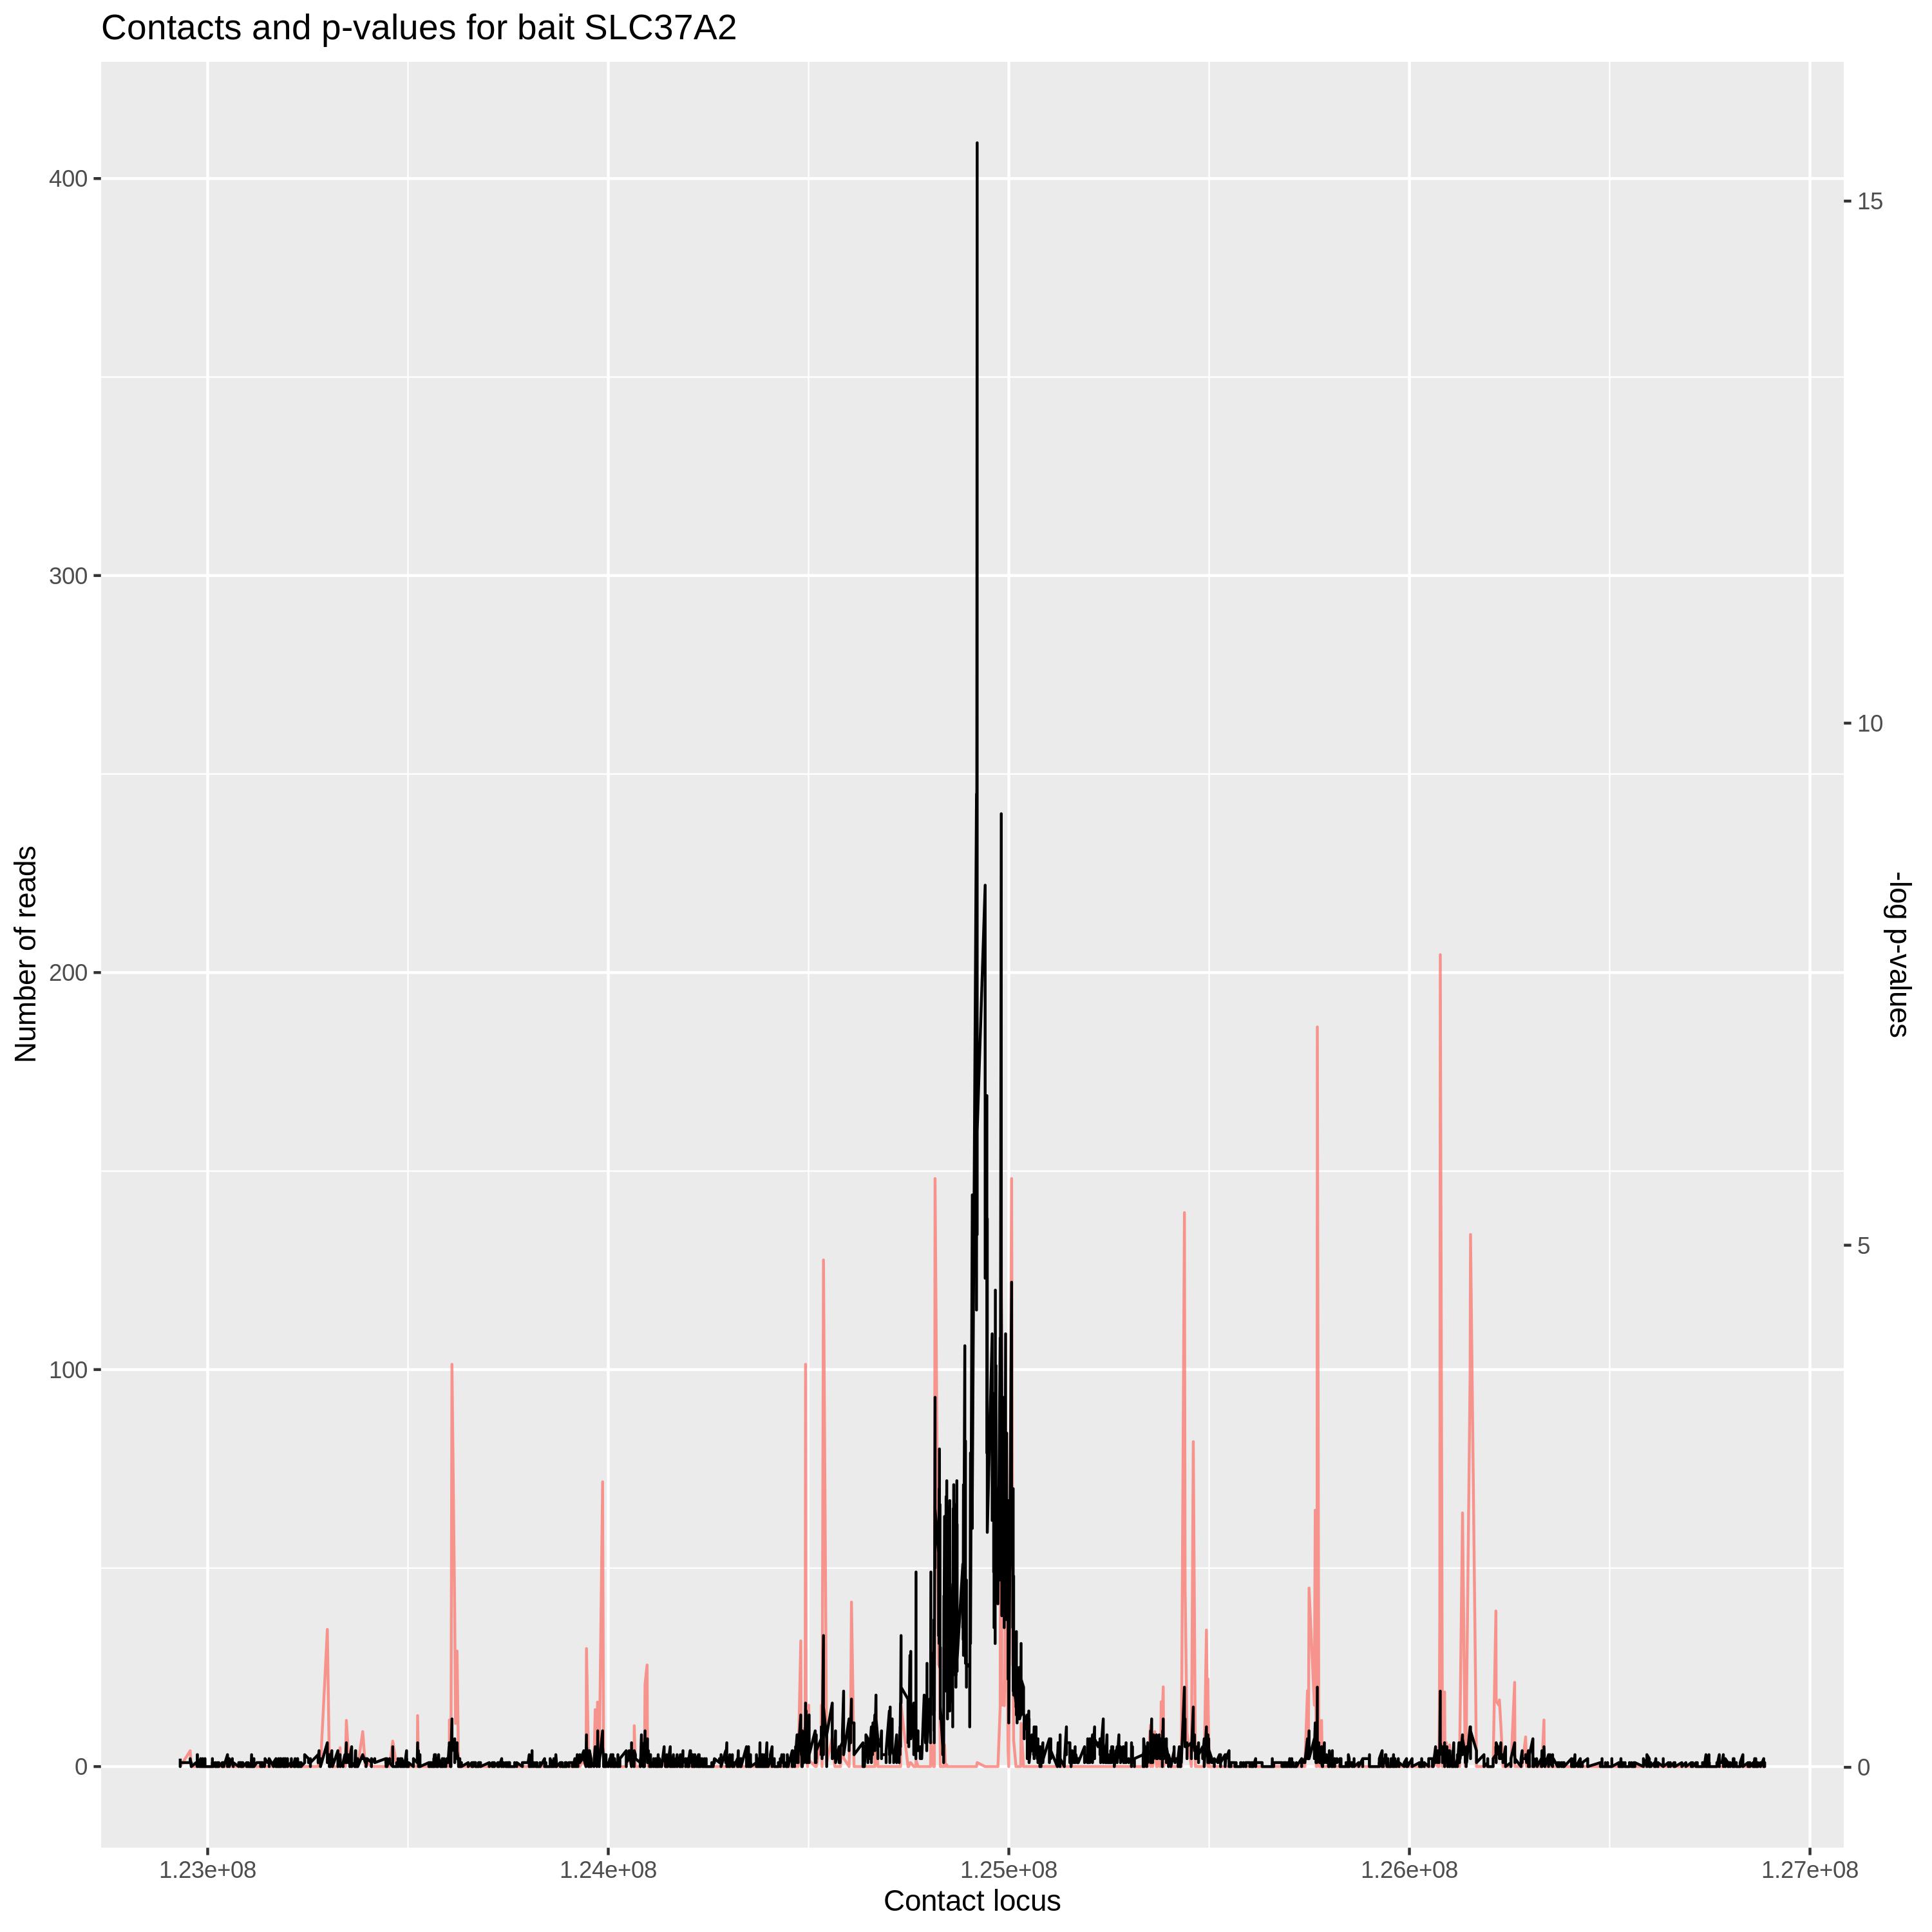 Contacts and p-values for bait SLC37A2
400
300
200
100
0
Number of reads
15
10
5
0
-log p-values
1.23e+08
1.24e+08
1.25e+08
1.26e+08
1.27e+08
Contact locus